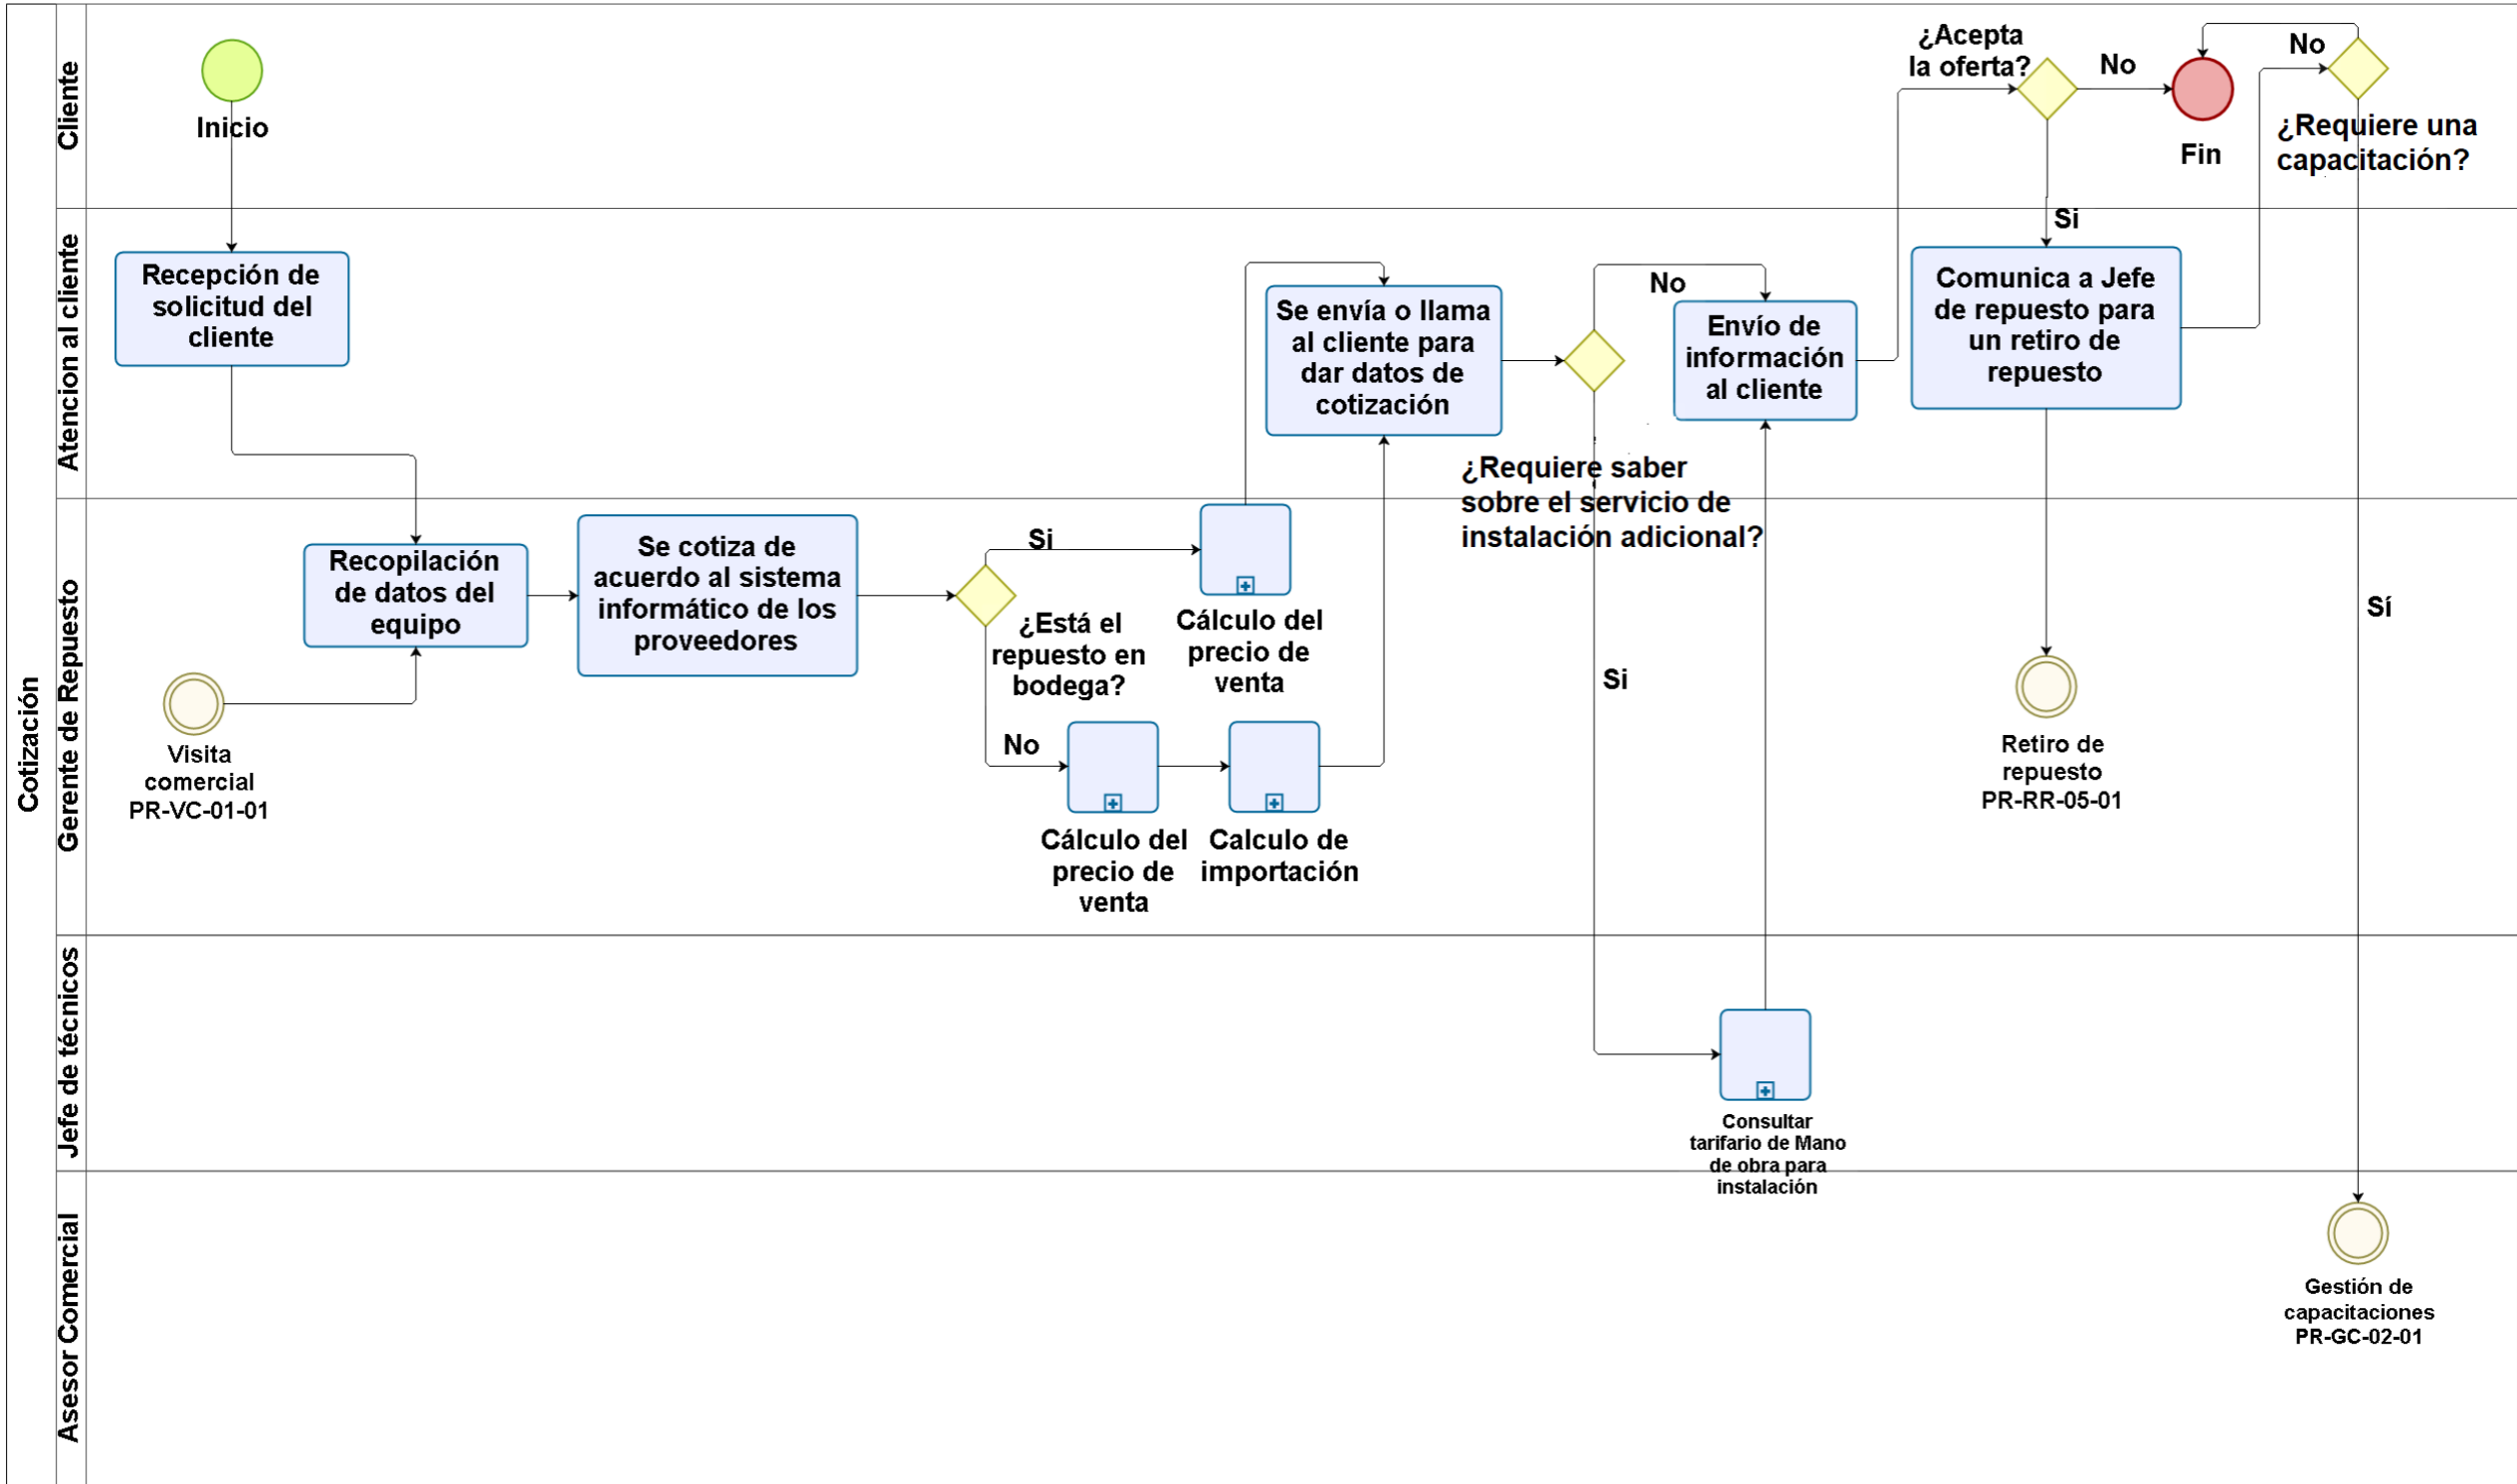 Cotización
Cliente
Inicio
¿Acepta
la oferta?
No
Fin
No
¿Requiere una
capacitación?
Sí
Atencion al cliente
Recepción de
solicitud del
cliente
Se envía o llama
al cliente para
dar datos de
cotización
No
¿Requiere saber
sobre el servicio de
instalación adicional?
Si
Envío de
información
al cliente
Si
Comunica a Jefe
de repuesto para
un retiro de
repuesto
Gerente de Repuesto
Visita
comercial
PR-VC-01-01
Recopilación
de datos del
equipo
Se cotiza de
acuerdo al sistema
informático de los
proveedores
¿Está el
repuesto en
bodega?
Si
Cálculo del
precio de
venta
No
Cálculo del
precio de
venta
Calculo de
importación
Retiro de
repuesto
PR-RR-05-01
Jefe de técnicos
Consultar
tarifario de Mano
de obra para
instalación
Asesor Comercial
Gestión de
capacitaciones
PR-GC-02-01